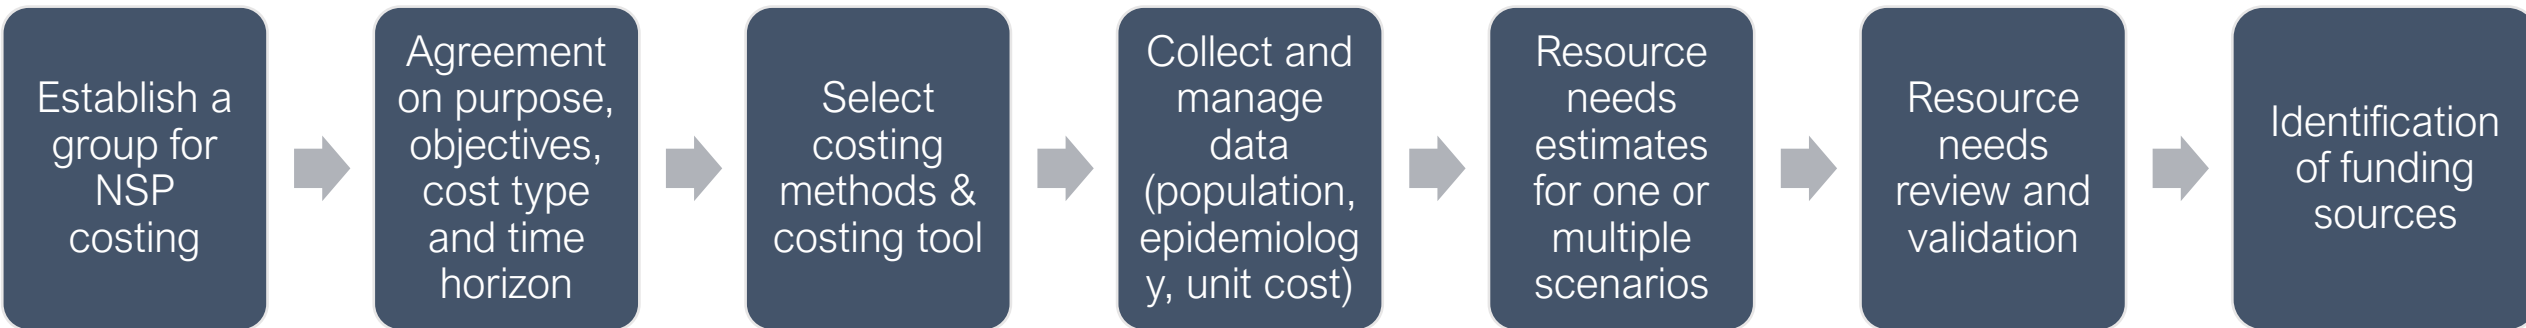 Establish a
group for
NSP
costing
Agreement
on purpose,
objectives,
cost type
and time
horizon
Select
costing
methods &
costing tool
Collect and
manage
data
(population,
epidemiolog
y, unit cost)
Resource
needs
estimates
for one or
multiple
scenarios
Resource
needs
review and
validation
Identification
of funding
sources